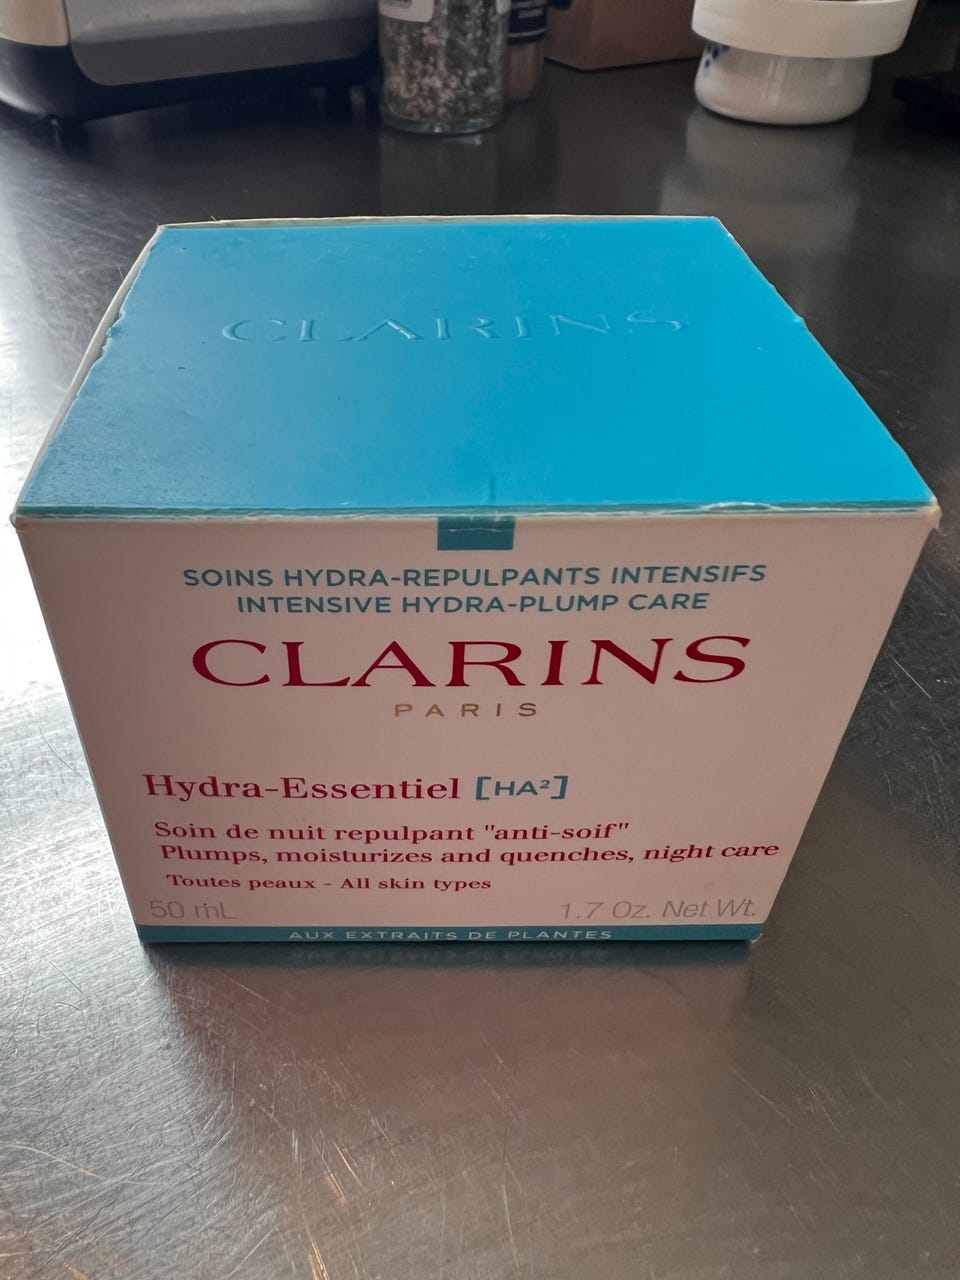 CLARINS
SOINS HYDRA-REPULPANTS INTENSIFS
INTENSIVE HYDRA-PLUMP CARE
CLARINS
PARIS
Hydra-Essentiel [HA²]
Soin de nuit repulpant "anti-soif"
Plumps, moisturizes and quenches, night care
Toutes peaux - All skin types
50 mL 1.7 Oz. Net Wt.
AUX EXTRAITS DE PLANTES